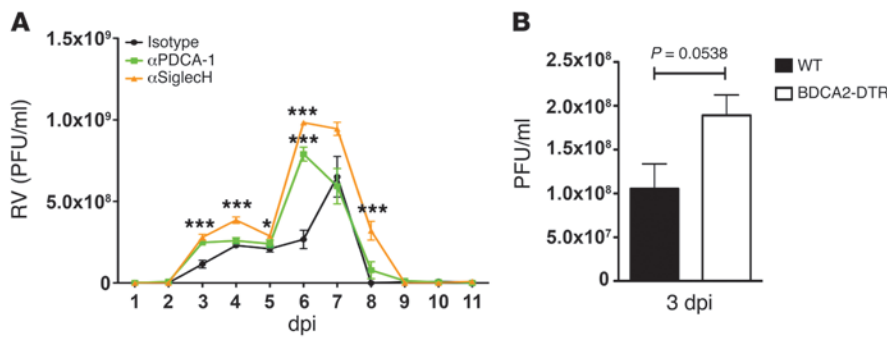 A
RV (PFU/ml)
1.5x10⁹
1.0x10⁹
5.0x10⁸
0
Isotype
αPDCA-1
αSiglecH
***
***
*
***
***
***
1 2 3 4 5 6 7 8 9 10 11
dpi
B
PFU/ml
2.5x10⁸
2.0x10⁸
1.5x10⁸
1.0x10⁸
5.0x10⁷
0
P = 0.0538
WT
BDCA2-DTR
3 dpi